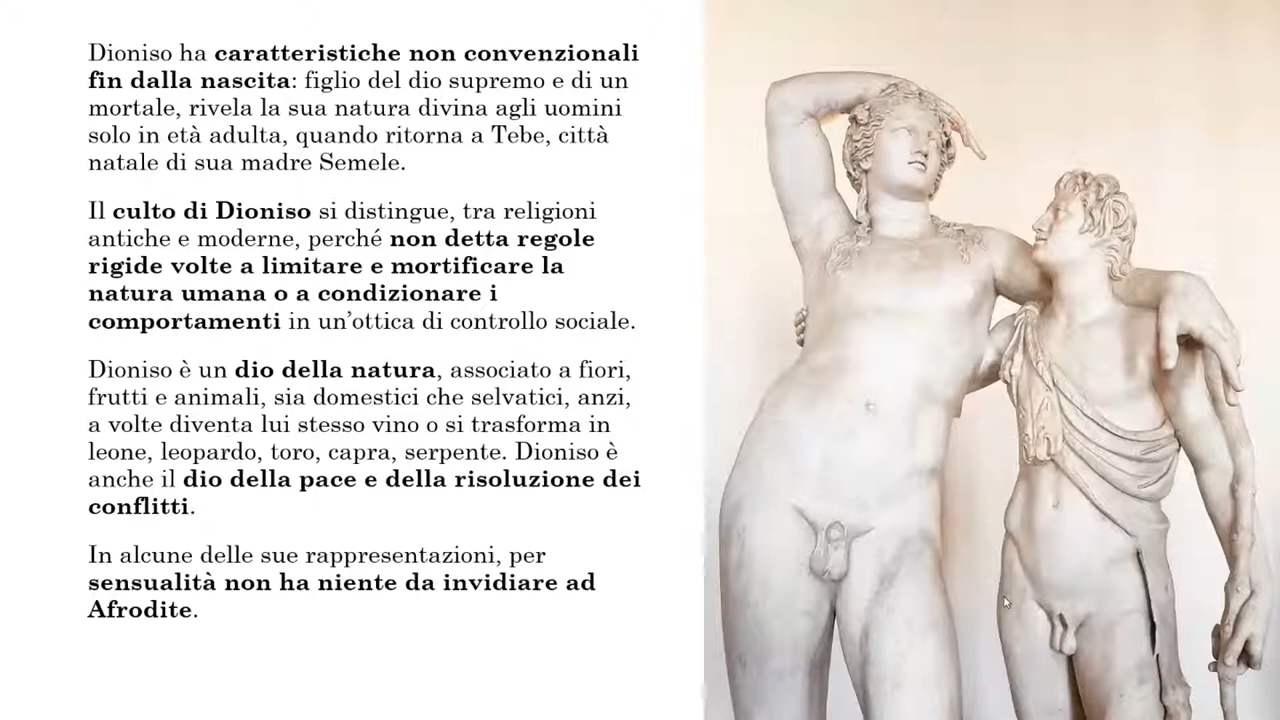 Dioniso ha caratteristiche non convenzionali
fin dalla nascita: figlio del dio supremo e di un
mortale, rivela la sua natura divina agli uomini
solo in età adulta, quando ritorna a Tebe, città
natale di sua madre Semele.
Il culto di Dioniso si distingue, tra religioni
antiche e moderne, perché non detta regole
rigide volte a limitare e mortificare la
natura umana o a condizionare i
comportamenti in un’ottica di controllo sociale.
Dioniso è un dio della natura, associato a fiori,
frutti e animali, sia domestici che selvatici, anzi,
a volte diventa lui stesso vino o si trasforma in
leone, leopardo, toro, capra, serpente. Dioniso è
anche il dio della pace e della risoluzione dei
conflitti.
In alcune delle sue rappresentazioni, per
sensualità non ha niente da invidiare ad
Afrodite.